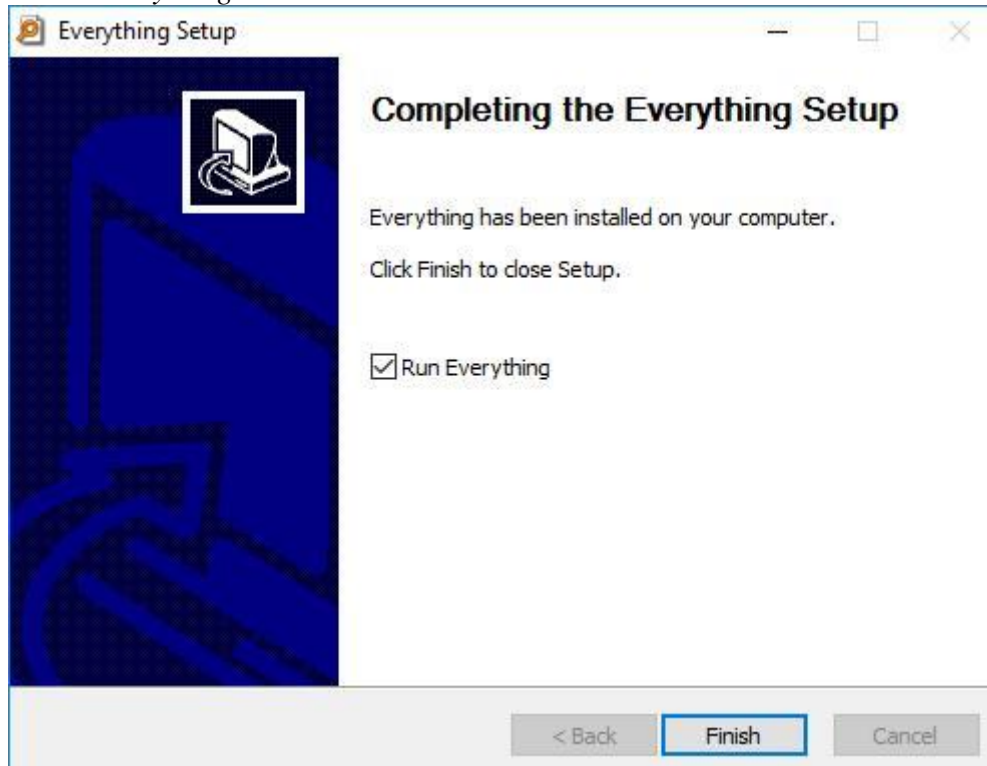 Everything Setup
Completing the Everything Setup
Everything has been installed on your computer.
Click Finish to close Setup.
Run Everything
< Back
Finish
Cancel